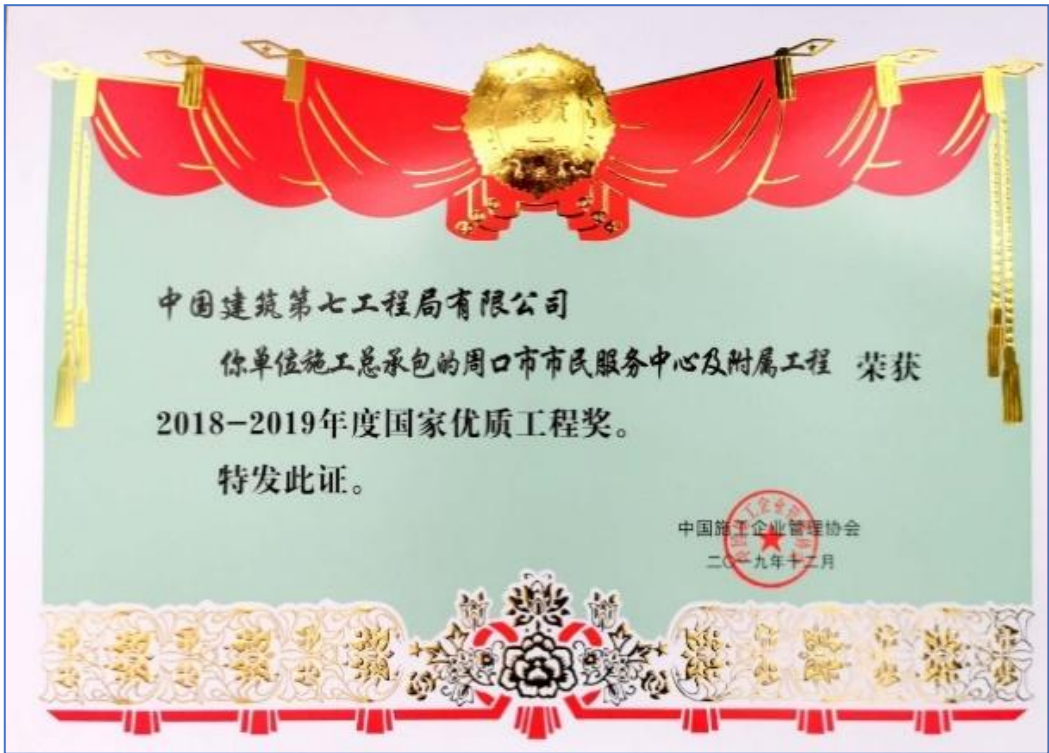 中国建筑第七工程局有限公司
你单位施工总承包的周口市市民服务中心及附属工程 荣获
2018-2019年度国家优质工程奖。
特发此证。
中国施工企业管理协会
二〇一九年十二月